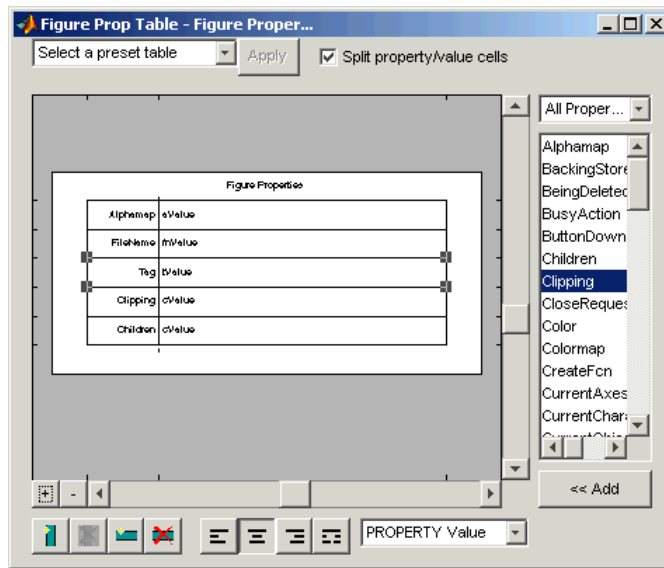 Figure Prop Table - Figure Proper...
Select a preset table
Apply
Split property/value cells
All Proper...
Figure Properties
Alphamap aValue
FileName fnValue
Tag tValue
Clipping cValue
Children cValue
Alphamap
BackingStore
BeingDeleted
BusyAction
ButtonDown
Children
Clipping
CloseReques
Color
Colormap
CreateFcn
CurrentAxes
CurrentChar
<< Add
PROPERTY Value